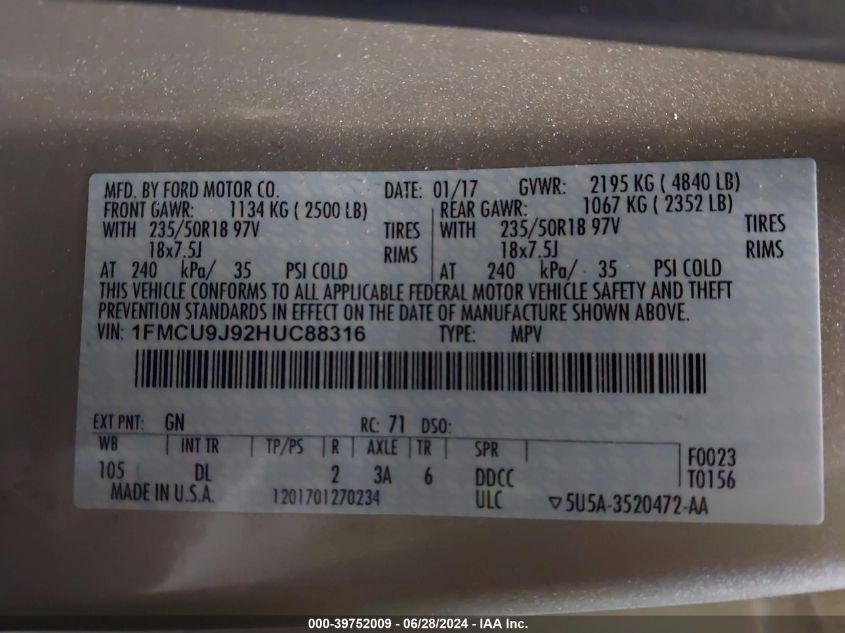 MFD. BY FORD MOTOR CO. DATE: 01/17 GVWR: 2195 KG ( 4840 LB)
FRONT GAWR: 1134 KG ( 2500 LB) REAR GAWR: 1067 KG ( 2352 LB)
WITH 235/50R18 97V TIRES WITH 235/50R18 97V TIRES
18x7.5J RIMS 18x7.5J RIMS
AT 240 kPa/ 35 PSI COLD AT 240 kPa/ 35 PSI COLD
THIS VEHICLE CONFORMS TO ALL APPLICABLE FEDERAL MOTOR VEHICLE SAFETY AND THEFT
PREVENTION STANDARDS IN EFFECT ON THE DATE OF MANUFACTURE SHOWN ABOVE.
VIN: 1FMCU9J92HUC88316 TYPE: MPV
EXT PNT: GN RC: 71 DSO:
WB INT TR TP/PS R AXLE TR SPR F0023
105 DL 2 3A 6 DDCC T0156
MADE IN U.S.A. 1201701270234 ULC ▽5U5A-3520472-AA
000-39752009 - 06/28/2024 - IAA Inc.